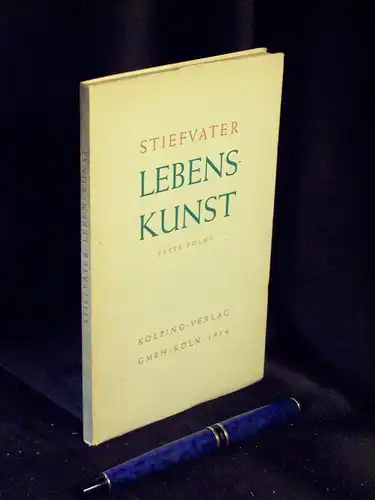 STIEFVATER
LEBENS-
KUNST
ERSTE FOLGE
KOLPING-VERLAG
GMBH-KÖLN-1954
STIEFVATER LEBENSKUNST